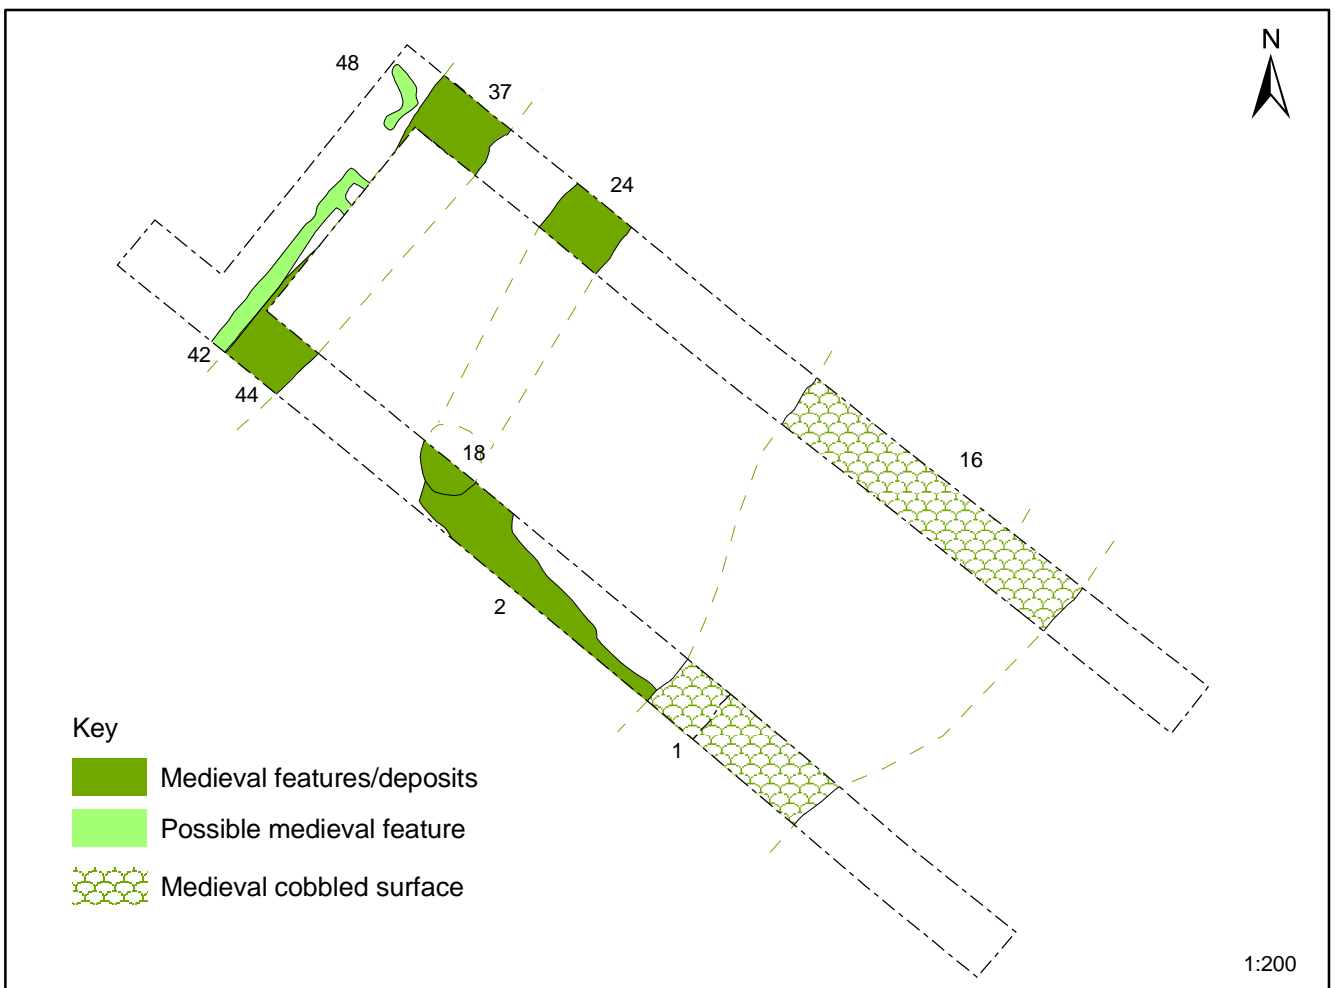 N
48
37
24
42
44
18
16
2
1
Key
Medieval features/deposits
Possible medieval feature
Medieval cobbled surface
1:200